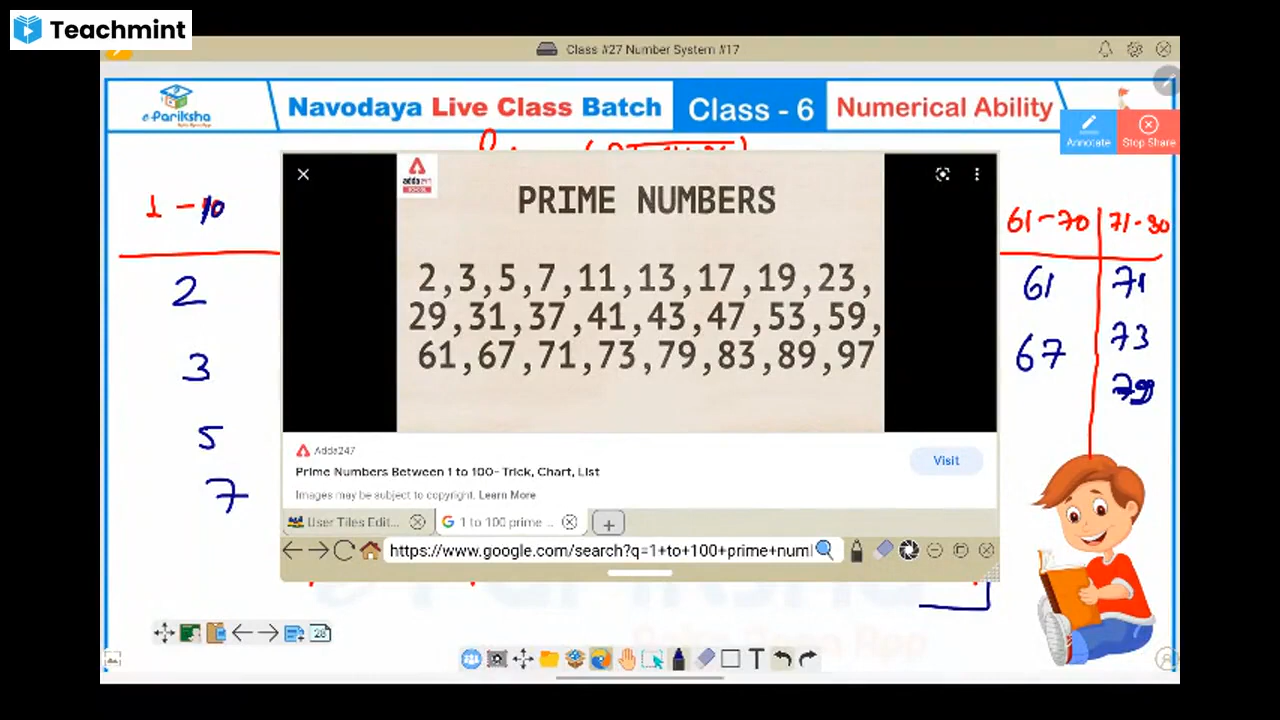 Teachmint
Class #27 Number System #17
e-Pariksha
Navodaya Live Class Batch
Class - 6
Numerical Ability
Annotate
Stop Share
1 - 10
2
3
5
7
adda247
PRIME NUMBERS
2,3,5,7,11,13,17,19,23,
29,31,37,41,43,47,53,59,
61,67,71,73,79,83,89,97
61-70
71-80
61
71
67
73
79
Adda247
Prime Numbers Between 1 to 100- Trick, Chart, List
Visit
Images may be subject to copyright. Learn More
User Tiles Edit...
1 to 100 prime ...
https://www.google.com/search?q=1+to+100+prime+num
28
T